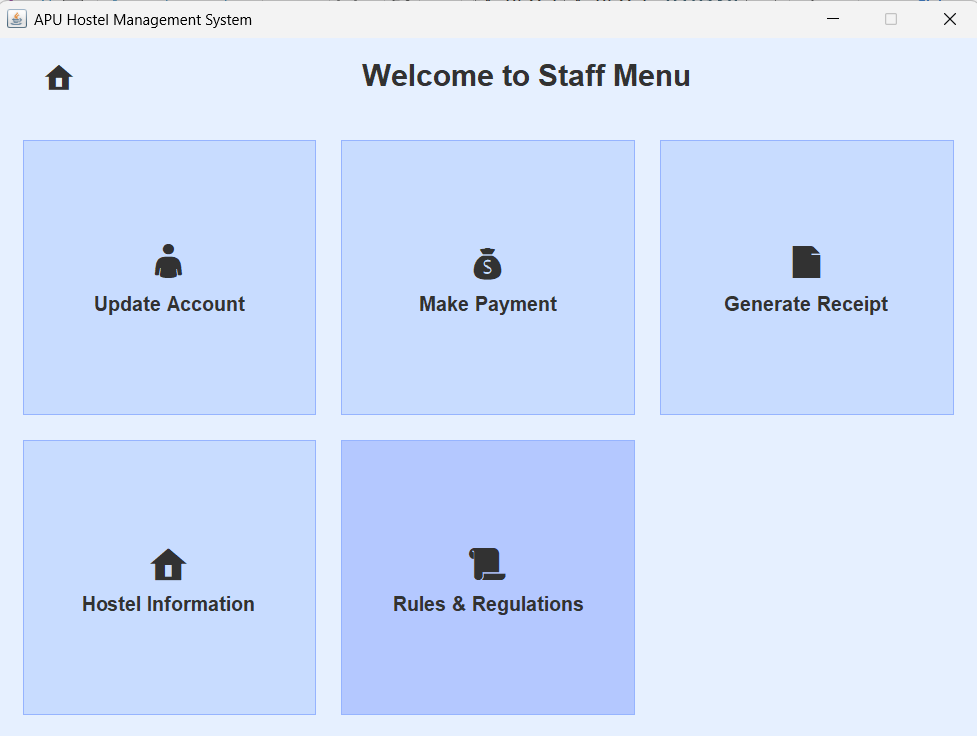 APU Hostel Management System
Welcome to Staff Menu
Update Account
Make Payment
Generate Receipt
Hostel Information
Rules & Regulations